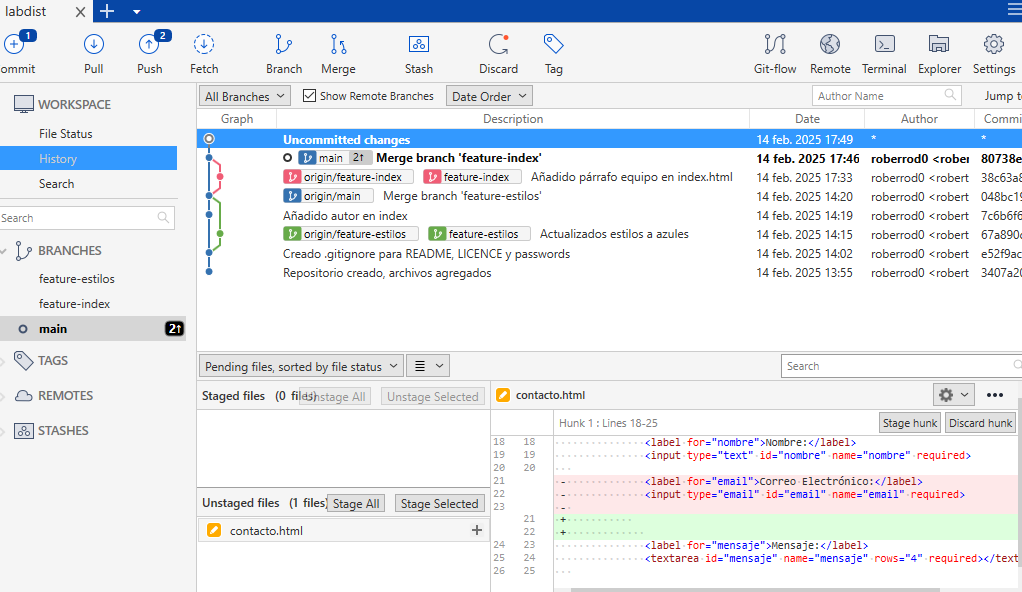 labdist
1 2
ommit Pull Push Fetch Branch Merge Stash Discard Tag Git-flow Remote Terminal Explorer Settings
WORKSPACE
File Status
History
Search
Search
BRANCHES
feature-estilos
feature-index
main 2↑
TAGS
REMOTES
STASHES
All Branches Show Remote Branches Date Order Author Name Jump to
Graph Description Date Author Commi
Uncommitted changes 14 feb. 2025 17:49 * *
main 2↑ Merge branch 'feature-index' 14 feb. 2025 17:46 roberrod0 <rober 80738e
origin/feature-index feature-index Añadido párrafo equipo en index.html 14 feb. 2025 17:33 roberrod0 <robert 38c63a
origin/main Merge branch 'feature-estilos' 14 feb. 2025 14:20 roberrod0 <robert 048bc19
Añadido autor en index 14 feb. 2025 14:19 roberrod0 <robert 7c6b6f6
origin/feature-estilos feature-estilos Actualizados estilos a azules 14 feb. 2025 14:15 roberrod0 <robert 67a890
Creado .gitignore para README, LICENCE y passwords 14 feb. 2025 14:02 roberrod0 <robert e52f9ac
Repositorio creado, archivos agregados 14 feb. 2025 13:55 roberrod0 <robert 3407a20
Pending files, sorted by file status Search
Staged files (0 files) Unstage All Unstage Selected
Unstaged files (1 files) Stage All Stage Selected
contacto.html +
contacto.html
Hunk 1 : Lines 18-25 Stage hunk Discard hunk
18 18 <label for="nombre">Nombre:</label>
19 19 <input type="text" id="nombre" name="nombre" required>
20 20
21 - <label for="email">Correo Electrónico:</label>
22 - <input type="email" id="email" name="email" required>
23 -
21 +
22 +
24 23 <label for="mensaje">Mensaje:</label>
25 24 <textarea id="mensaje" name="mensaje" rows="4" required></text
26 25